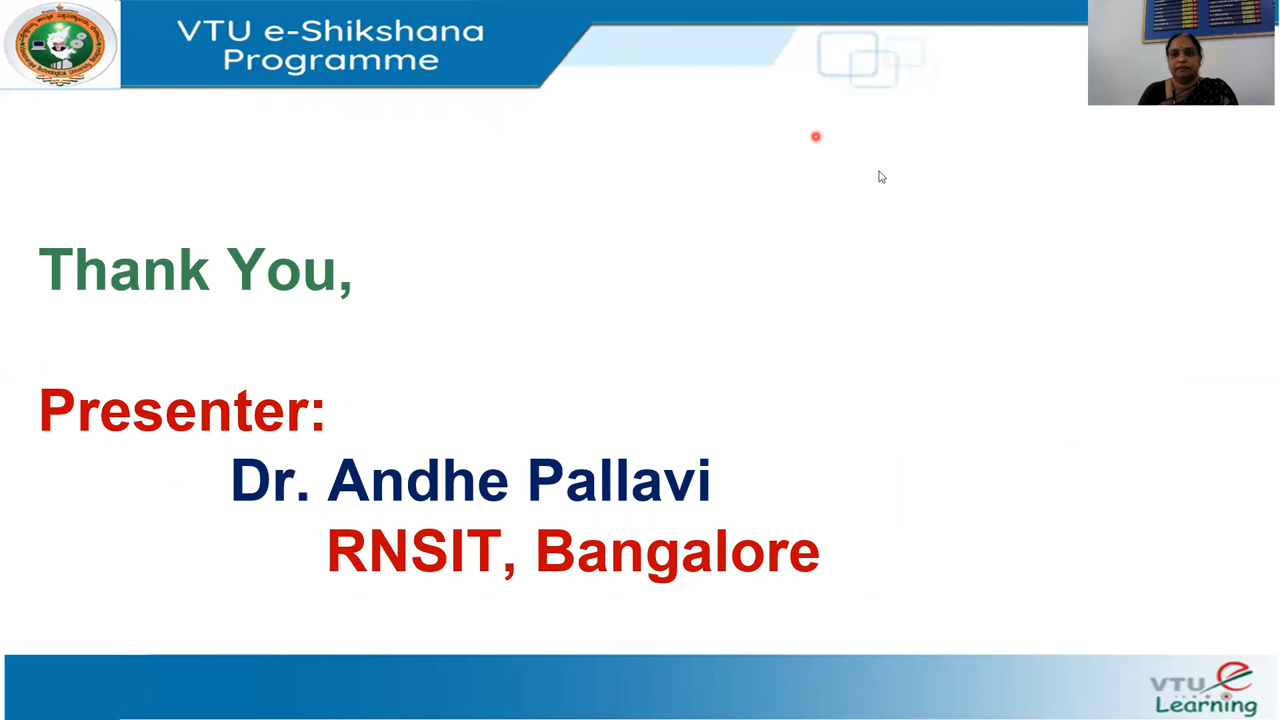 VTU e-Shikshana
Programme
Thank You,
Presenter:
Dr. Andhe Pallavi
RNSIT, Bangalore
VTU e
Learning